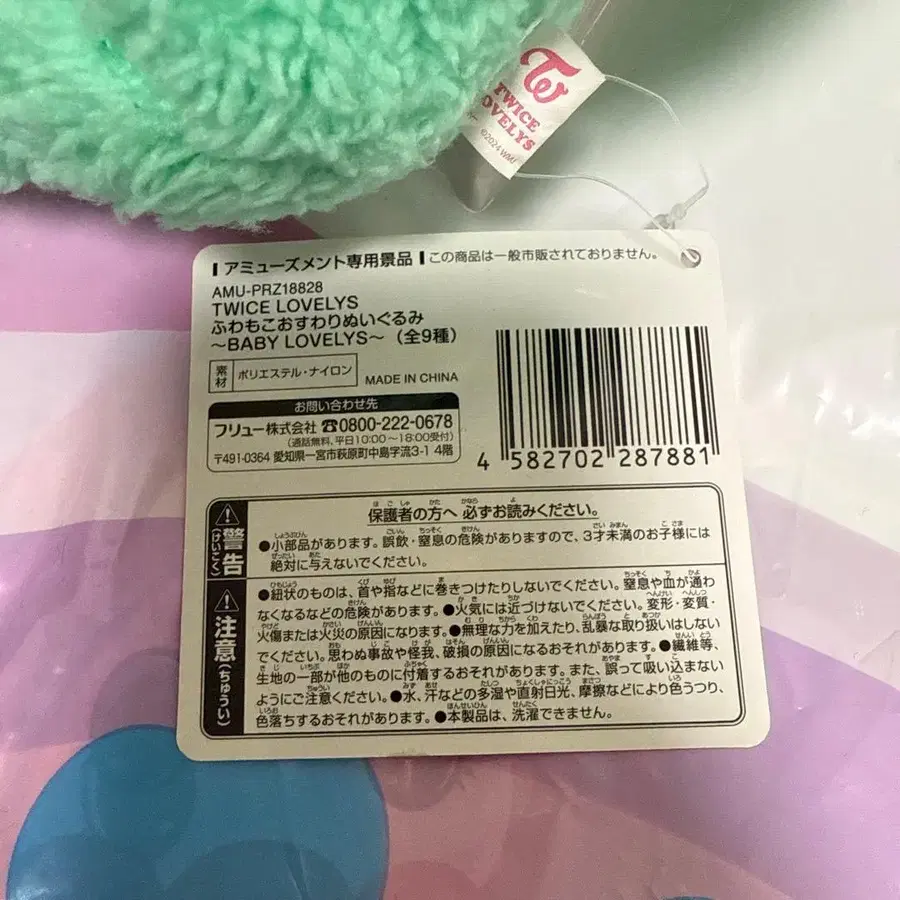 TW
TWICE
LOVELYS
©2024 WMJ
アミューズメント専用景品 この商品は一般市販されておりません。
AMU-PRZ18828
TWICE LOVELYS
ふわもこおすわりぬいぐるみ
～BABY LOVELYS～（全9種）
素材 ポリエステル・ナイロン MADE IN CHINA
お問い合わせ先
フリュー株式会社 ☎0800-222-0678
（通話無料、平日10:00～18:00受付）
〒491-0364 愛知県一宮市萩原町中島字流3-1 4階
4 582702 287881
⚠警告（けいこく）
保護者の方へ 必ずお読みください。
●小部品があります。誤飲・窒息の危険がありますので、3才未満のお子様には
絶対に与えないでください。
⚠注意（ちゅうい）
●紐状のものは、首や指などに巻きつけたりしないでください。窒息や血が通わ
なくなるなどの危険があります。●火気には近づけないでください。変形・変質・
火傷または火災の原因になります。●無理な力を加えたり、乱暴な取り扱いはしない
でください。思わぬ事故や怪我、破損の原因になるおそれがあります。●繊維等、
生地の一部が他のものに付着するおそれがあります。また、誤って吸い込まない
ようにご注意ください。●水、汗などの多湿や直射日光、摩擦などにより色うつり、
色落ちするおそれがあります。●本製品は、洗濯できません。